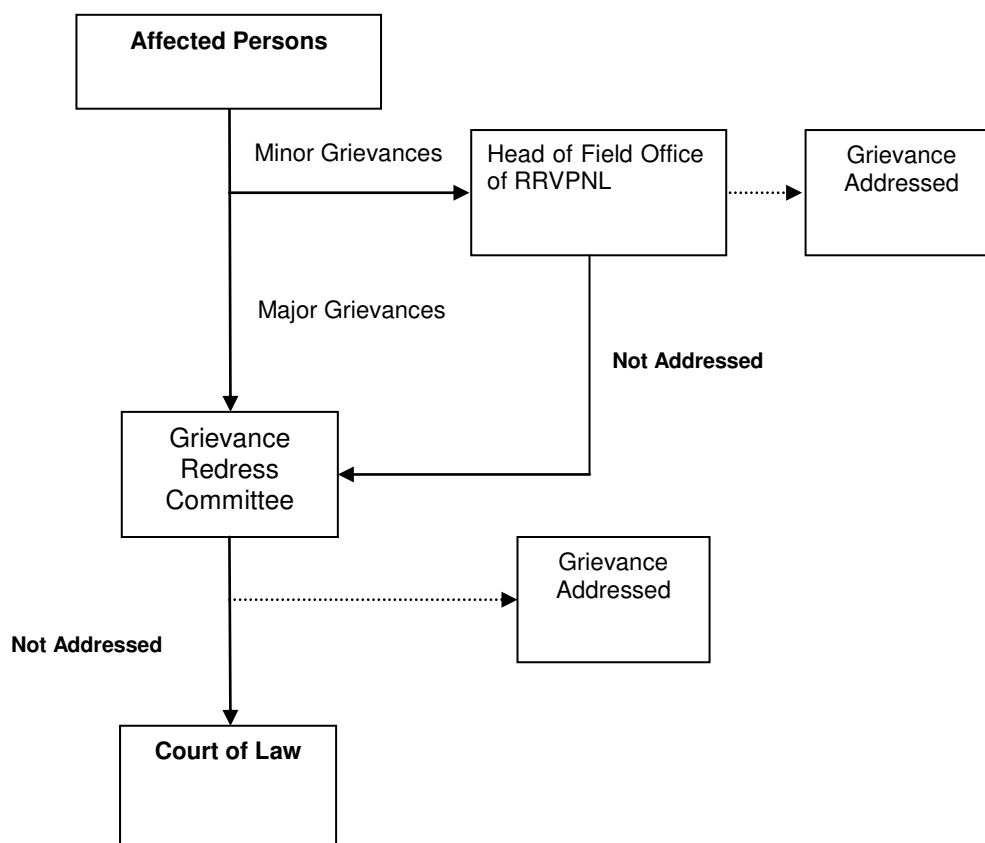 Affected Persons
Minor Grievances
Head of Field Office
of RRVPNL
Grievance
Addressed
Major Grievances
Not Addressed
Grievance
Redress
Committee
Grievance
Addressed
Not Addressed
Court of Law